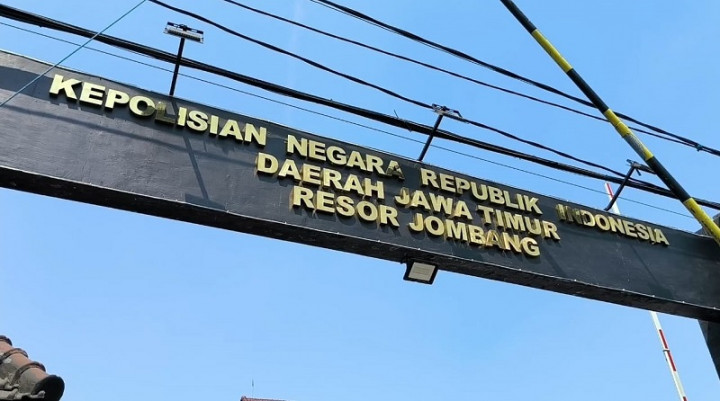 KEPOLISIAN NEGARA REPUBLIK INDONESIA
DAERAH JAWA TIMUR
RESOR JOMBANG